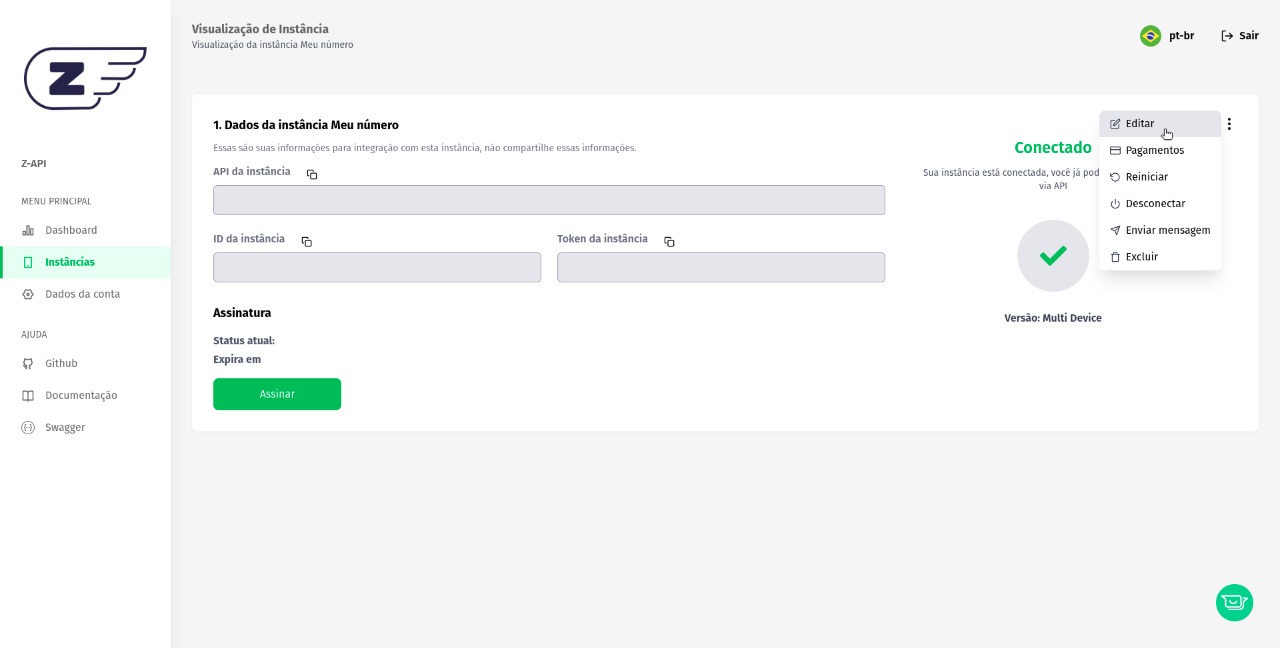 Z
Z-API
MENU PRINCIPAL
Dashboard
Instâncias
Dados da conta
AJUDA
Github
Documentação
Swagger
Visualização de Instância
Visualização da instância Meu número
pt-br
Sair
1. Dados da instância Meu número
Essas são suas informações para integração com esta instância, não compartilhe essas informações.
API da instância
ID da instância
Token da instância
Assinatura
Status atual:
Expira em
Assinar
Conectado
Sua instância está conectada, você já pod
via API
Versão: Multi Device
Editar
Pagamentos
Reiniciar
Desconectar
Enviar mensagem
Excluir